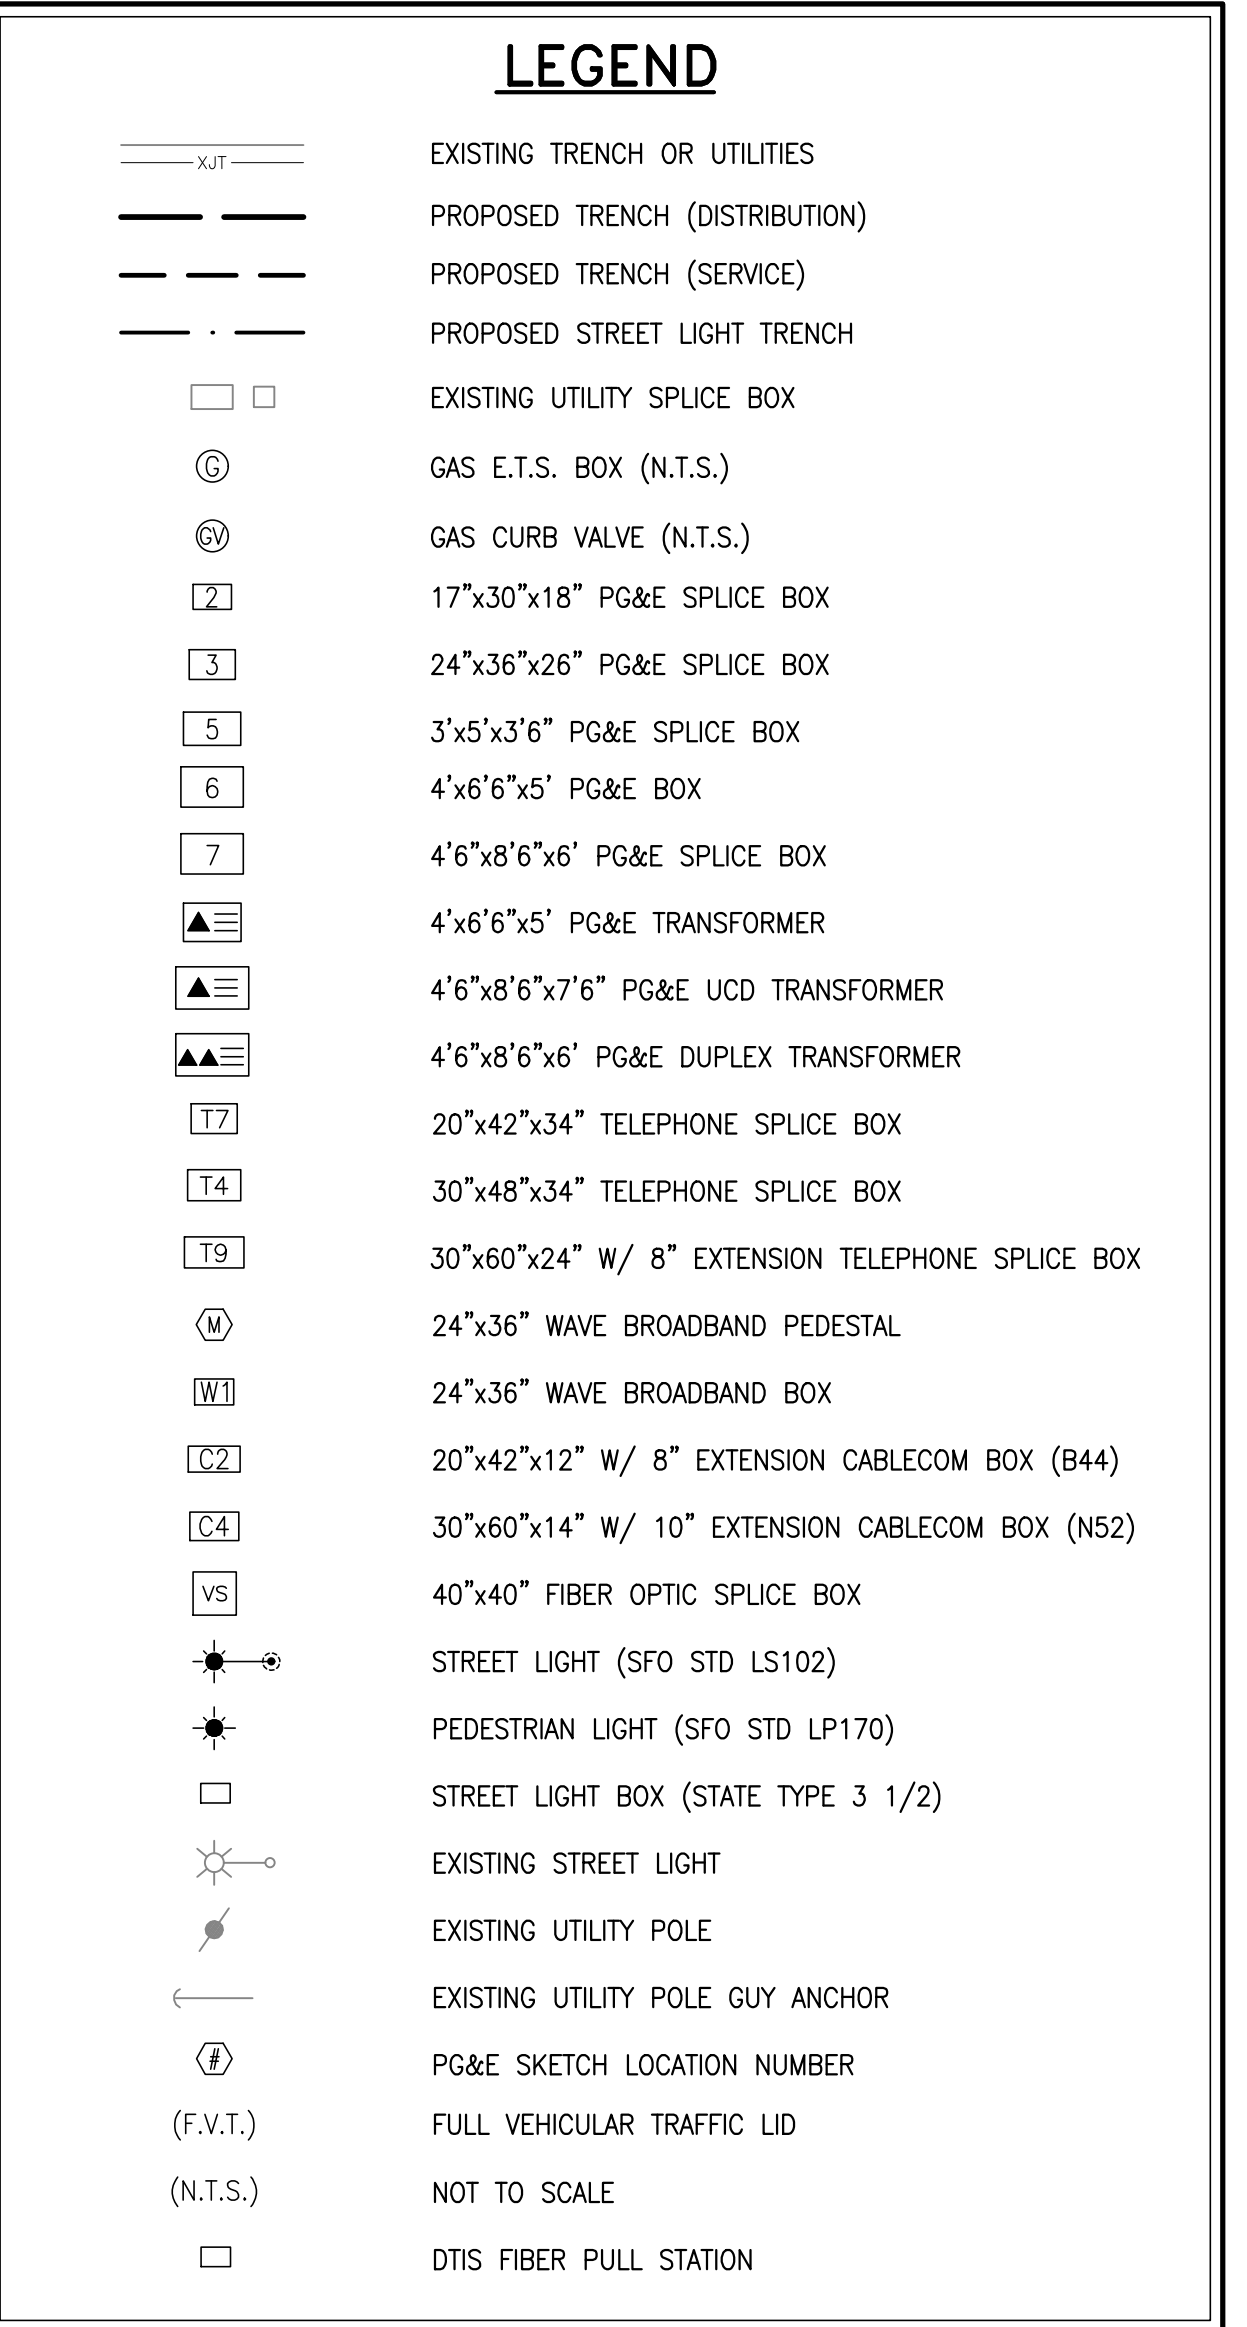 LEGEND
XJT EXISTING TRENCH OR UTILITIES
PROPOSED TRENCH (DISTRIBUTION)
PROPOSED TRENCH (SERVICE)
PROPOSED STREET LIGHT TRENCH
EXISTING UTILITY SPLICE BOX
G GAS E.T.S. BOX (N.T.S.)
GV GAS CURB VALVE (N.T.S.)
2 17"x30"x18" PG&E SPLICE BOX
3 24"x36"x26" PG&E SPLICE BOX
5 3'x5'x3'6" PG&E SPLICE BOX
6 4'x6'6"x5' PG&E BOX
7 4'6"x8'6"x6' PG&E SPLICE BOX
4'x6'6"x5' PG&E TRANSFORMER
4'6"x8'6"x7'6" PG&E UCD TRANSFORMER
4'6"x8'6"x6' PG&E DUPLEX TRANSFORMER
T7 20"x42"x34" TELEPHONE SPLICE BOX
T4 30"x48"x34" TELEPHONE SPLICE BOX
T9 30"x60"x24" W/ 8" EXTENSION TELEPHONE SPLICE BOX
M 24"x36" WAVE BROADBAND PEDESTAL
W1 24"x36" WAVE BROADBAND BOX
C2 20"x42"x12" W/ 8" EXTENSION CABLECOM BOX (B44)
C4 30"x60"x14" W/ 10" EXTENSION CABLECOM BOX (N52)
VS 40"x40" FIBER OPTIC SPLICE BOX
STREET LIGHT (SFO STD LS102)
PEDESTRIAN LIGHT (SFO STD LP170)
STREET LIGHT BOX (STATE TYPE 3 1/2)
EXISTING STREET LIGHT
EXISTING UTILITY POLE
EXISTING UTILITY POLE GUY ANCHOR
# PG&E SKETCH LOCATION NUMBER
(F.V.T.) FULL VEHICULAR TRAFFIC LID
(N.T.S.) NOT TO SCALE
DTIS FIBER PULL STATION